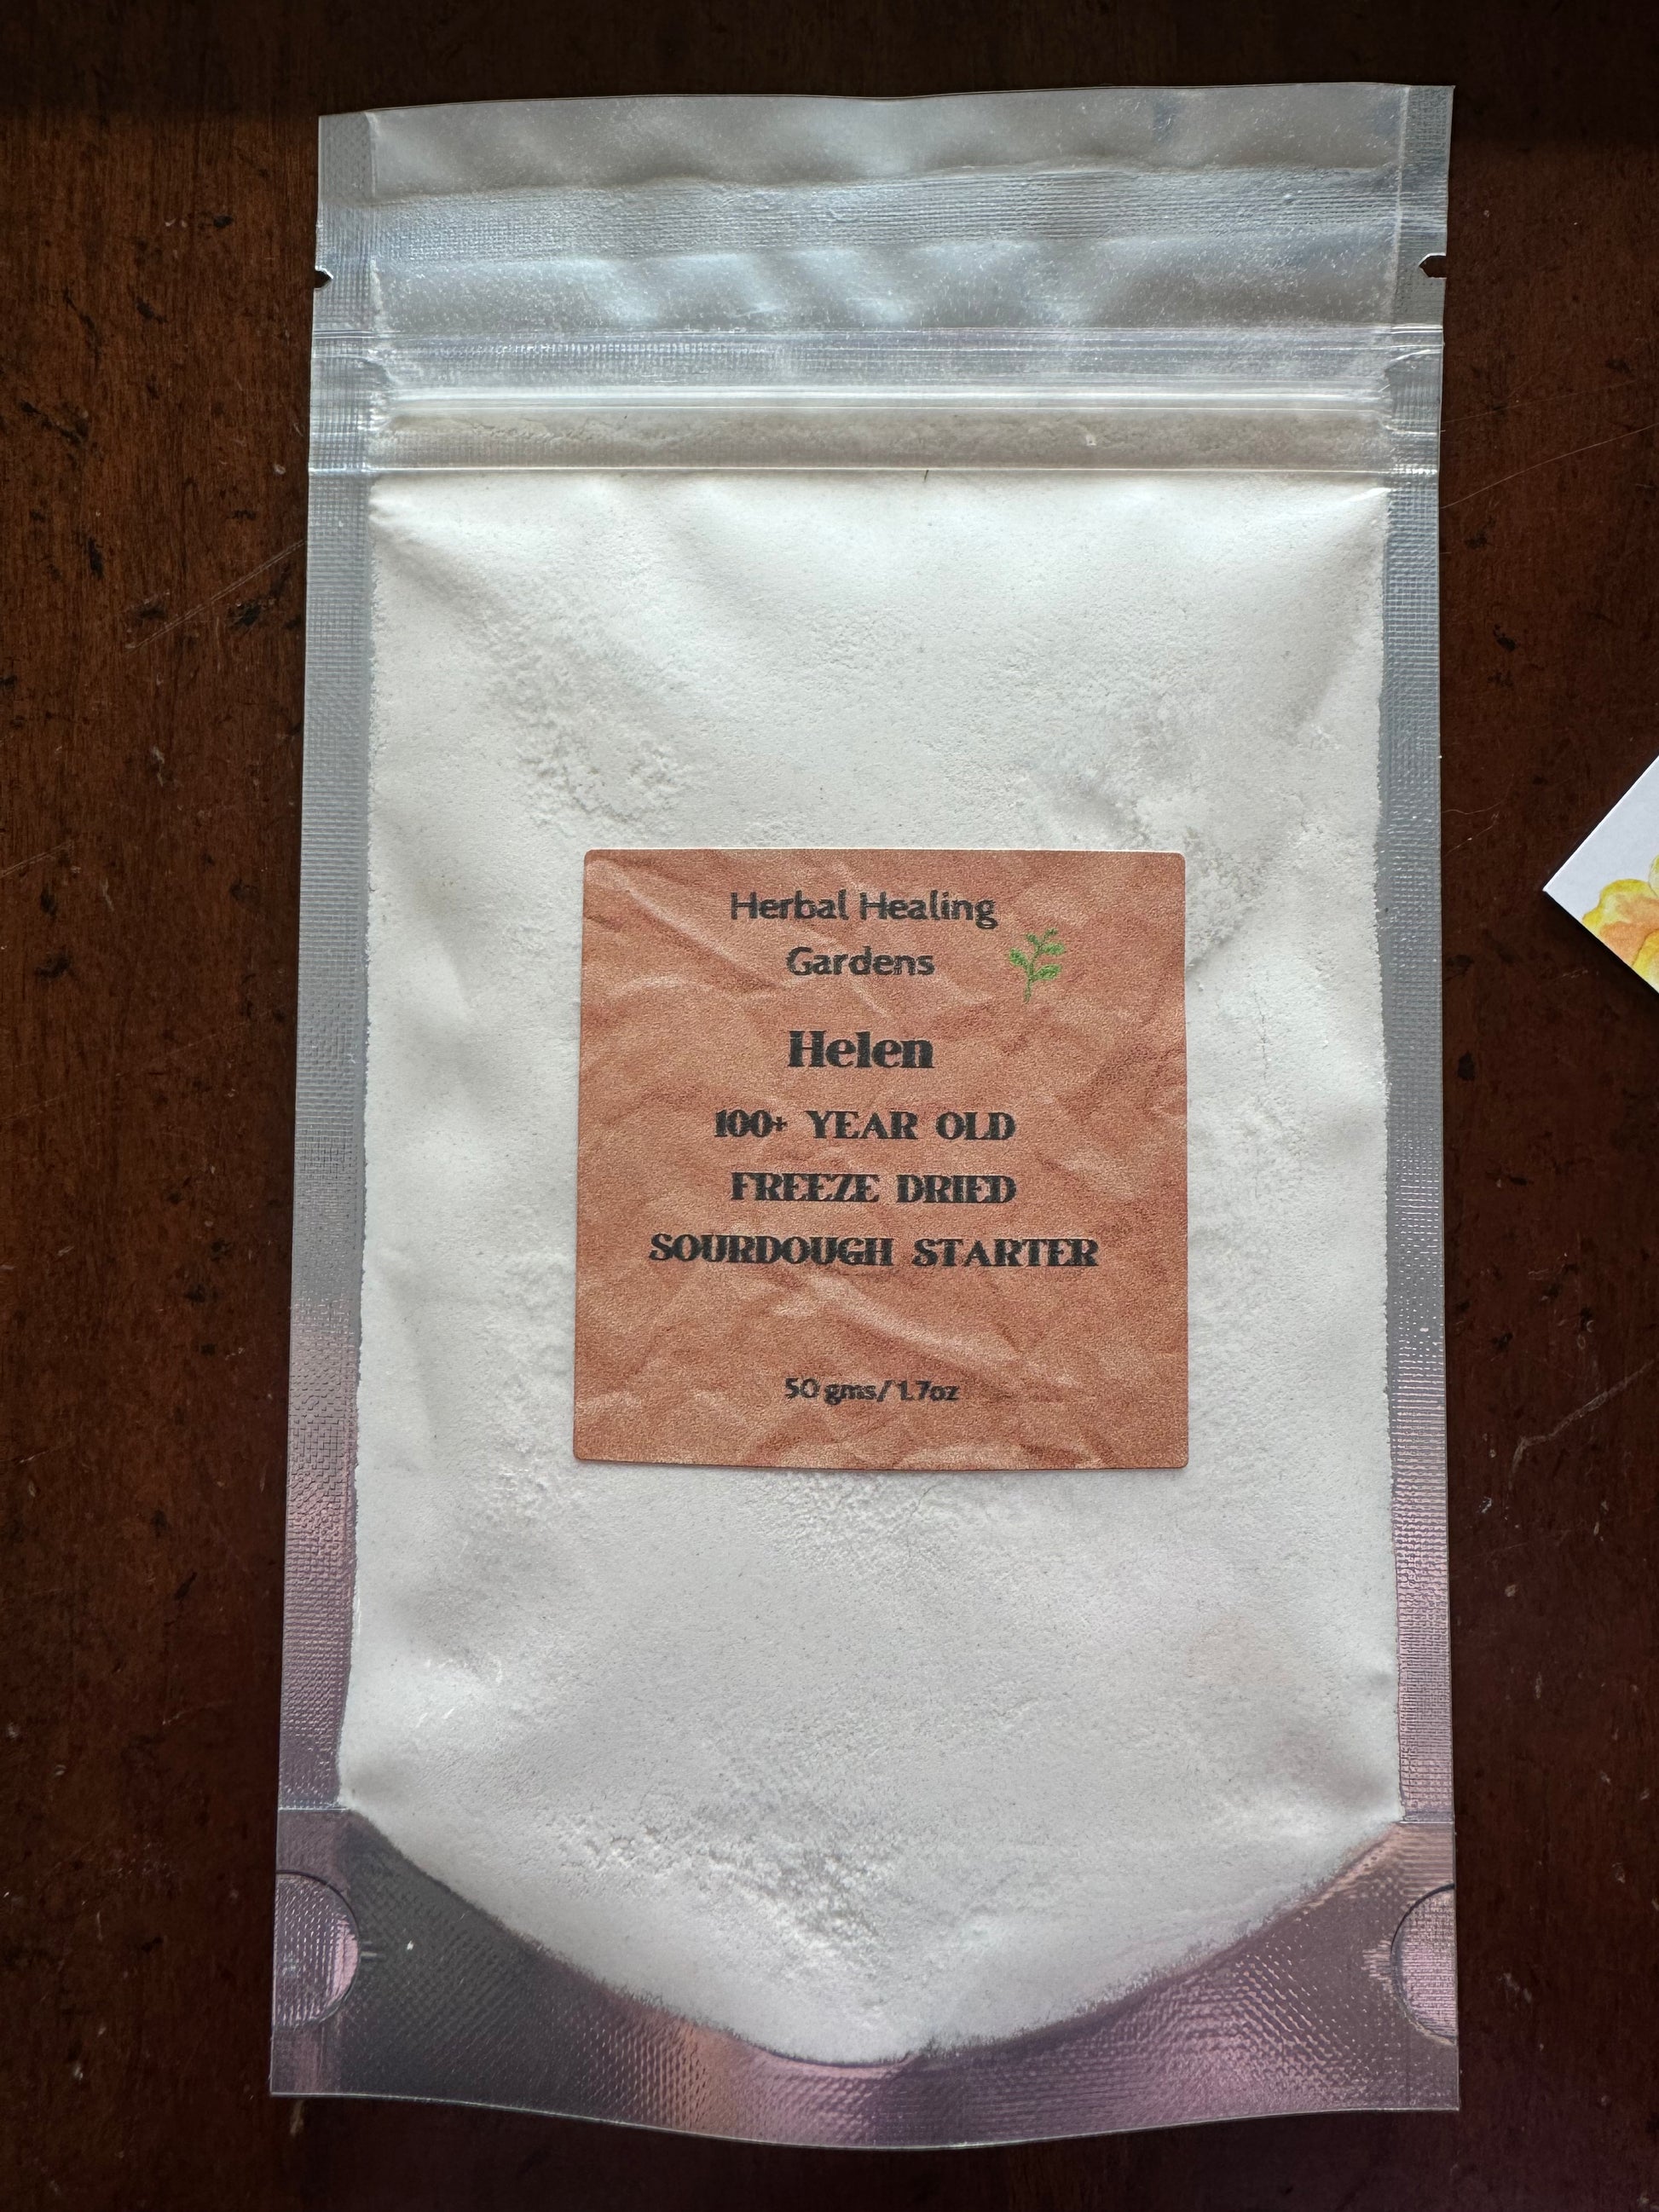 Herbal Healing
Gardens
Helen
100+ YEAR OLD
FREEZE DRIED
SOURDOUGH STARTER
50 gms/1.7oz